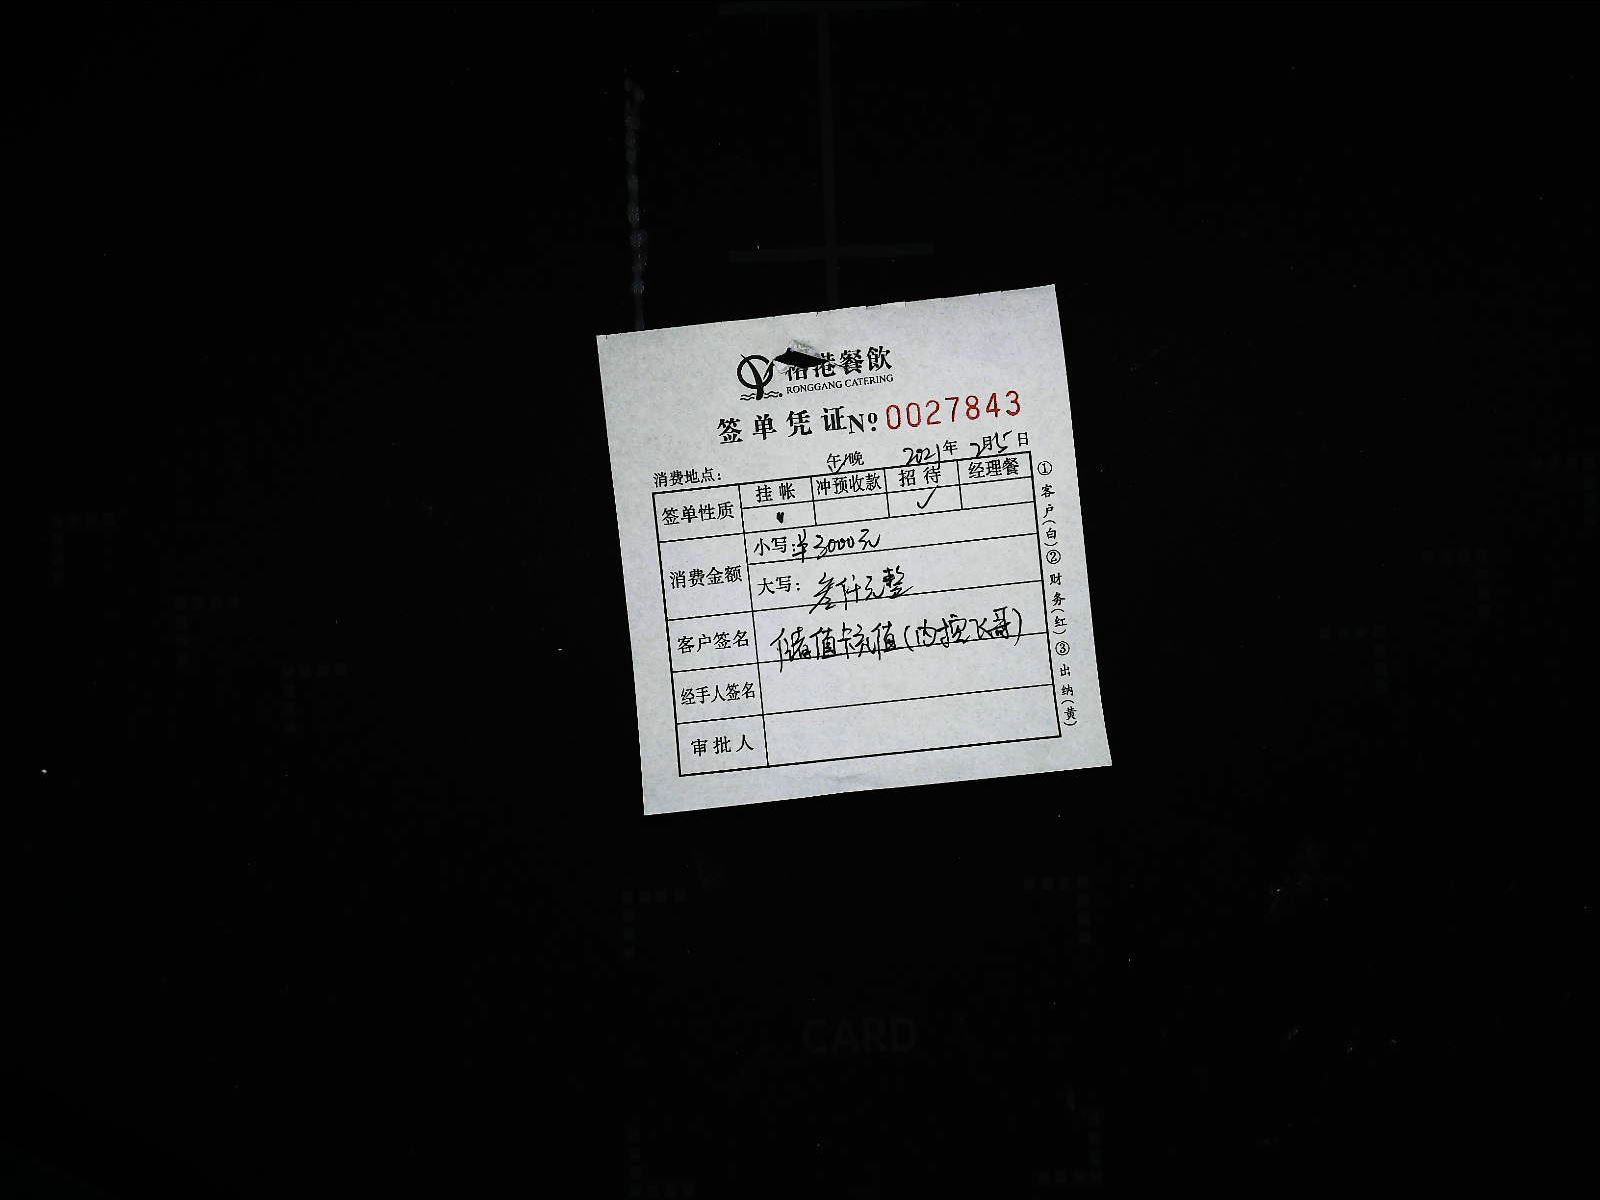 港餐飲
RONGGANG CATERING
签单凭证 № 0027843
消费地点： 午/晚 2021年2月15日
签单性质 挂帐 冲预收款 招待 经理餐
✓
消费金额 小写：3000元
大写：叁仟元整
客户签名 储值卡充值(内控飞哥)
经手人签名
审批人
①客户(白)②财务(红)③出纳(黄)
CARD